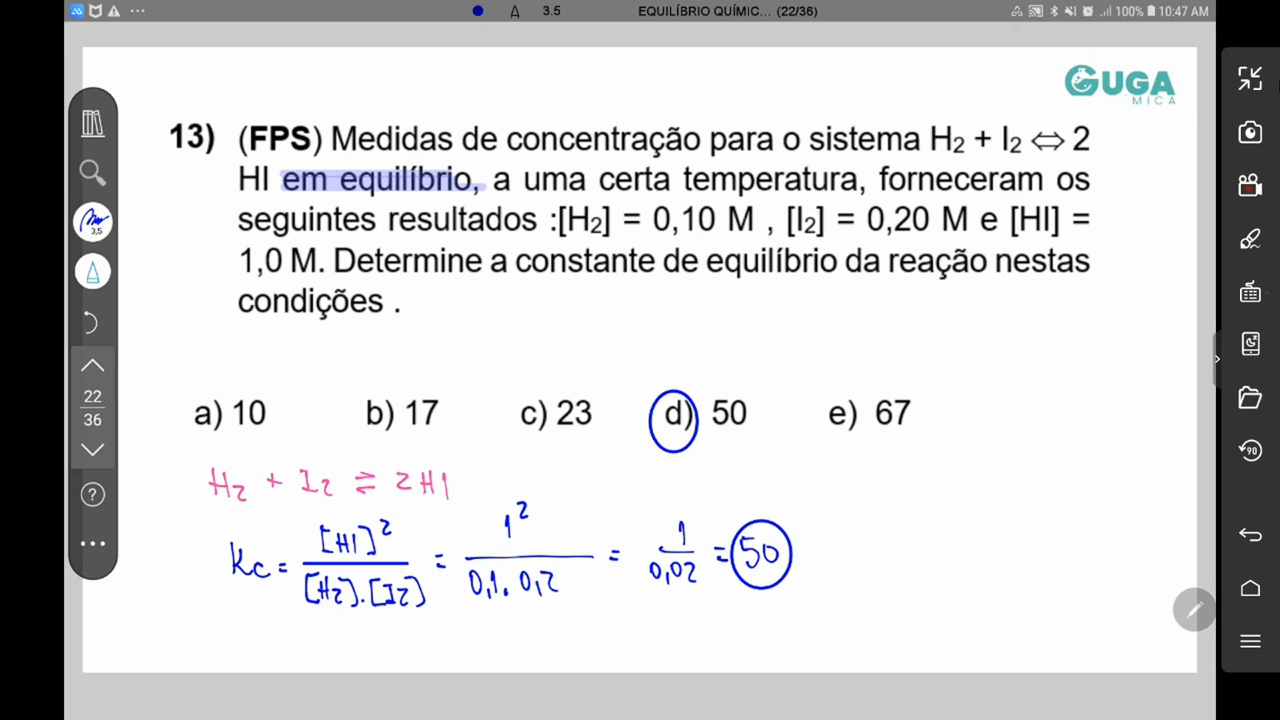 3.5 EQUILÍBRIO QUÍMIC... (22/36) 100% 10:47 AM
GUGA
MICA
13) (FPS) Medidas de concentração para o sistema H₂ + I₂ ⇔ 2
HI em equilíbrio, a uma certa temperatura, forneceram os
seguintes resultados :[H₂] = 0,10 M , [I₂] = 0,20 M e [HI] =
1,0 M. Determine a constante de equilíbrio da reação nestas
condições .
3,5
22
36
?
90
a) 10 b) 17 c) 23 d) 50 e) 67
H₂ + I₂ ⇌ 2HI
Kc = [HI]² / [H₂].[I₂] = 1² / 0,1.0,2 = 1 / 0,02 = 50